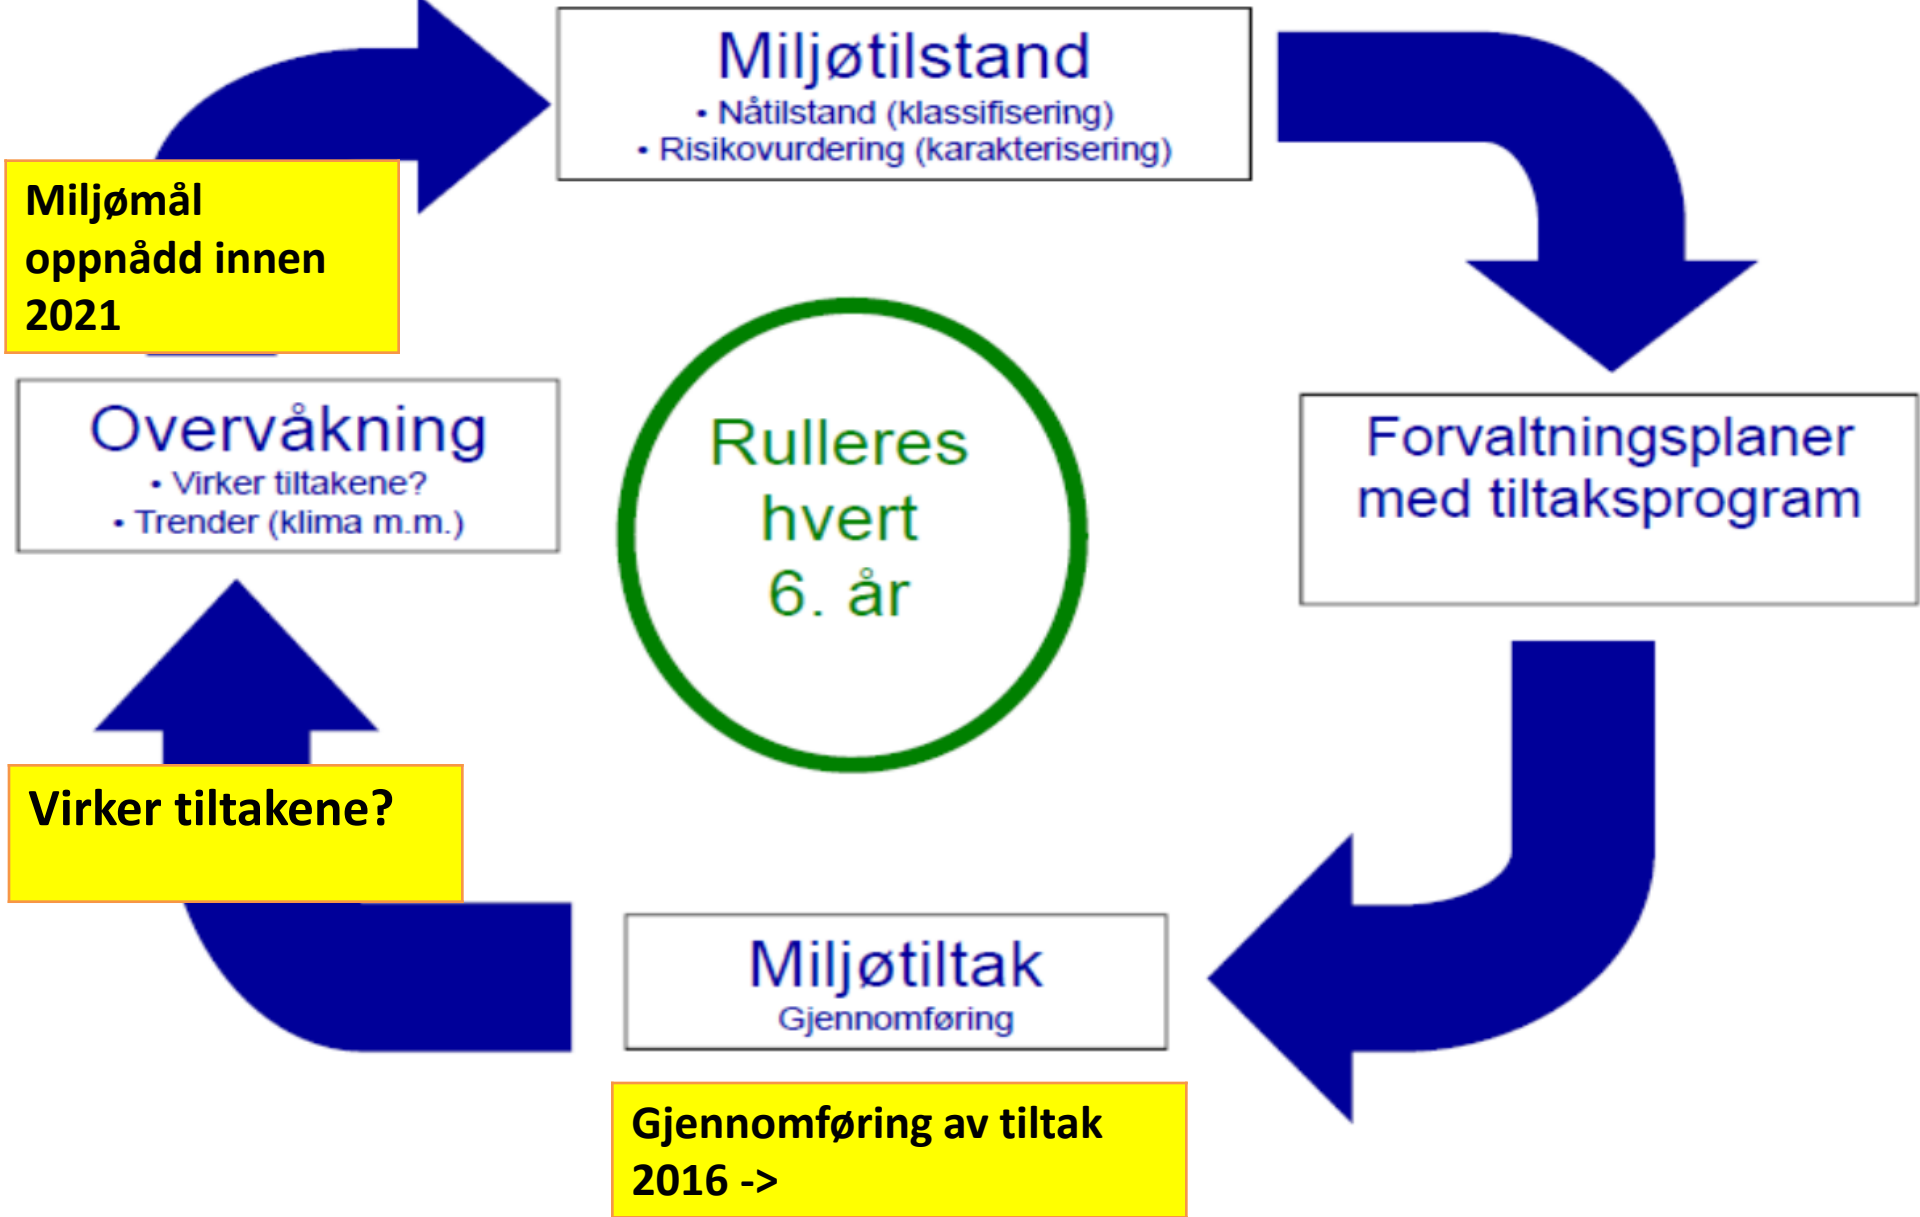 Miljøtilstand
• Nåtilstand (klassifisering)
• Risikovurdering (karakterisering)
Miljømål
oppnådd innen
2021
Overvåkning
• Virker tiltakene?
• Trender (klima m.m.)
Rulleres
hvert
6. år
Forvaltningsplaner
med tiltaksprogram
Virker tiltakene?
Miljøtiltak
Gjennomføring
Gjennomføring av tiltak
2016 ->